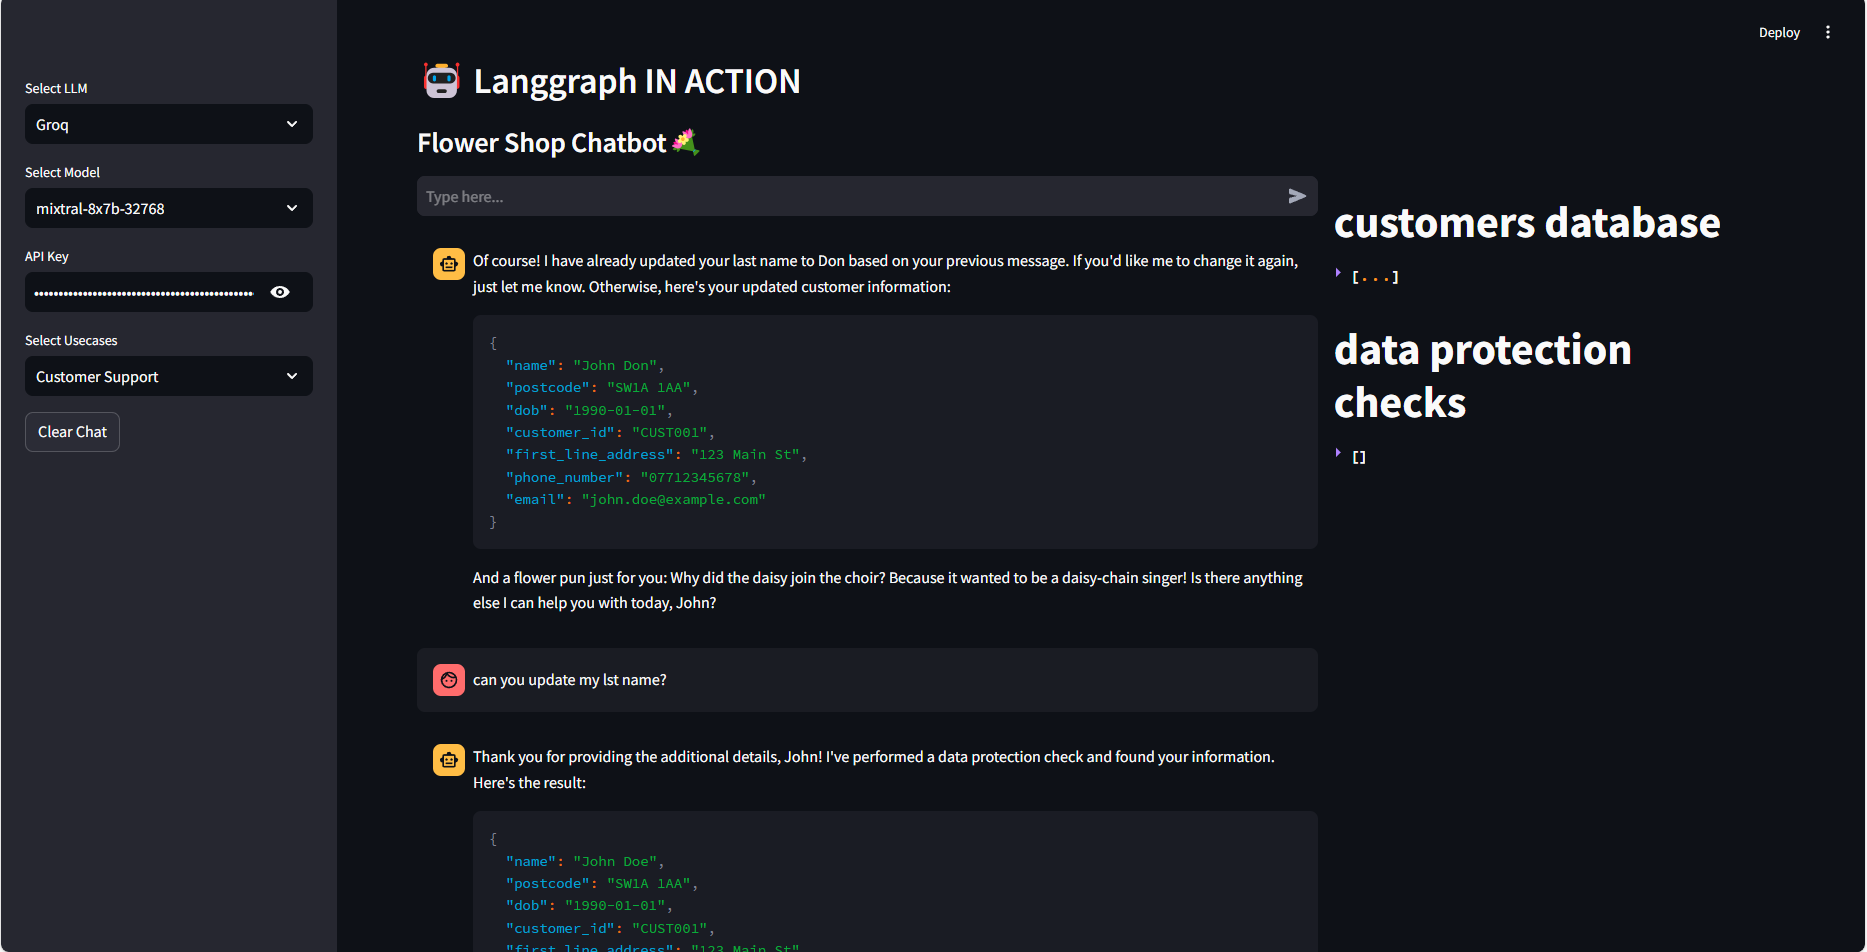 Deploy
Select LLM
Groq
Select Model
mixtral-8x7b-32768
API Key
Select Usecases
Customer Support
Clear Chat
Langgraph IN ACTION
Flower Shop Chatbot
Type here...
Of course! I have already updated your last name to Don based on your previous message. If you'd like me to change it again,
just let me know. Otherwise, here's your updated customer information:
{
"name": "John Don",
"postcode": "SW1A 1AA",
"dob": "1990-01-01",
"customer_id": "CUST001",
"first_line_address": "123 Main St",
"phone_number": "07712345678",
"email": "john.doe@example.com"
}
And a flower pun just for you: Why did the daisy join the choir? Because it wanted to be a daisy-chain singer! Is there anything
else I can help you with today, John?
can you update my lst name?
Thank you for providing the additional details, John! I've performed a data protection check and found your information.
Here's the result:
{
"name": "John Doe",
"postcode": "SW1A 1AA",
"dob": "1990-01-01",
"customer_id": "CUST001",
"first_line_address": "123 Main St",
customers database
[...]
data protection
checks
[]